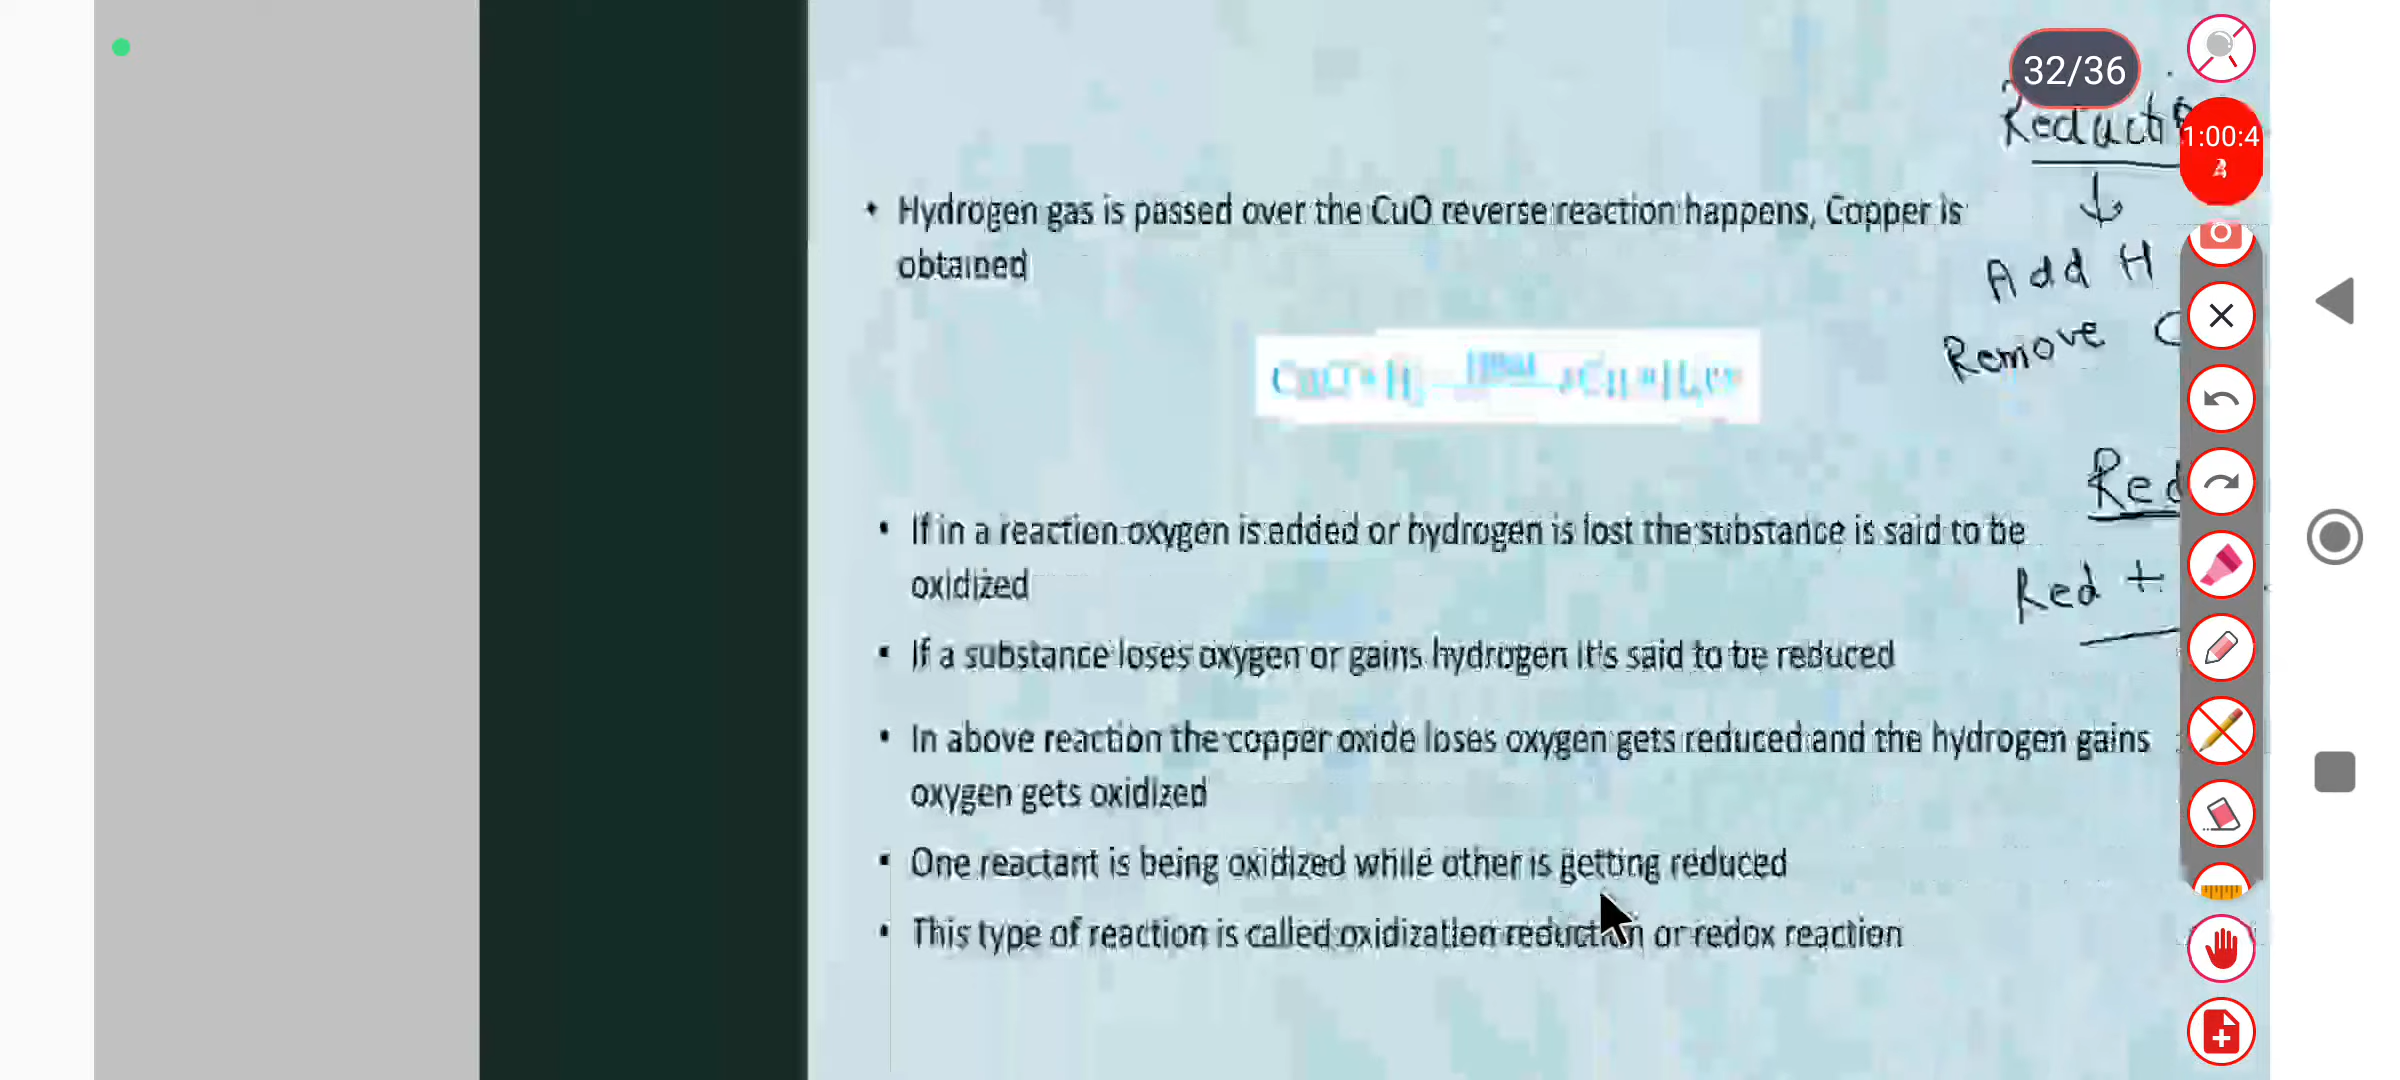 32/36
Reducti
1:00:4
• Hydrogen gas is passed over the CuO reverse reaction happens, Copper is
obtained
Add H
Remove
Red
• If in a reaction oxygen is added or hydrogen is lost the substance is said to be
oxidized
Red +
• If a substance loses oxygen or gains hydrogen it's said to be reduced
• In above reaction the copper oxide loses oxygen gets reduced and the hydrogen gains
oxygen gets oxidized
• One reactant is being oxidized while other is getting reduced
• This type of reaction is called oxidization reduction or redox reaction